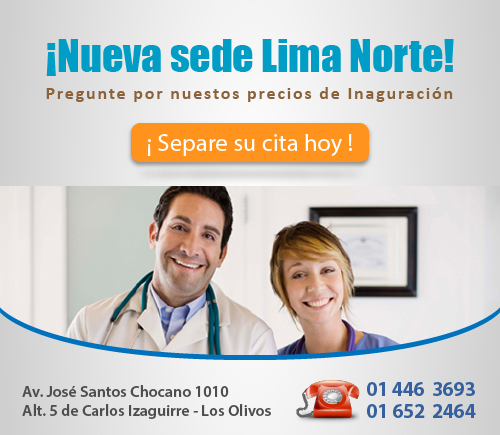 ¡Nueva sede Lima Norte!
Pregunte por nuestos precios de Inaguración
¡ Separe su cita hoy !
Av. José Santos Chocano 1010
Alt. 5 de Carlos Izaguirre - Los Olivos
01 446 3693
01 652 2464